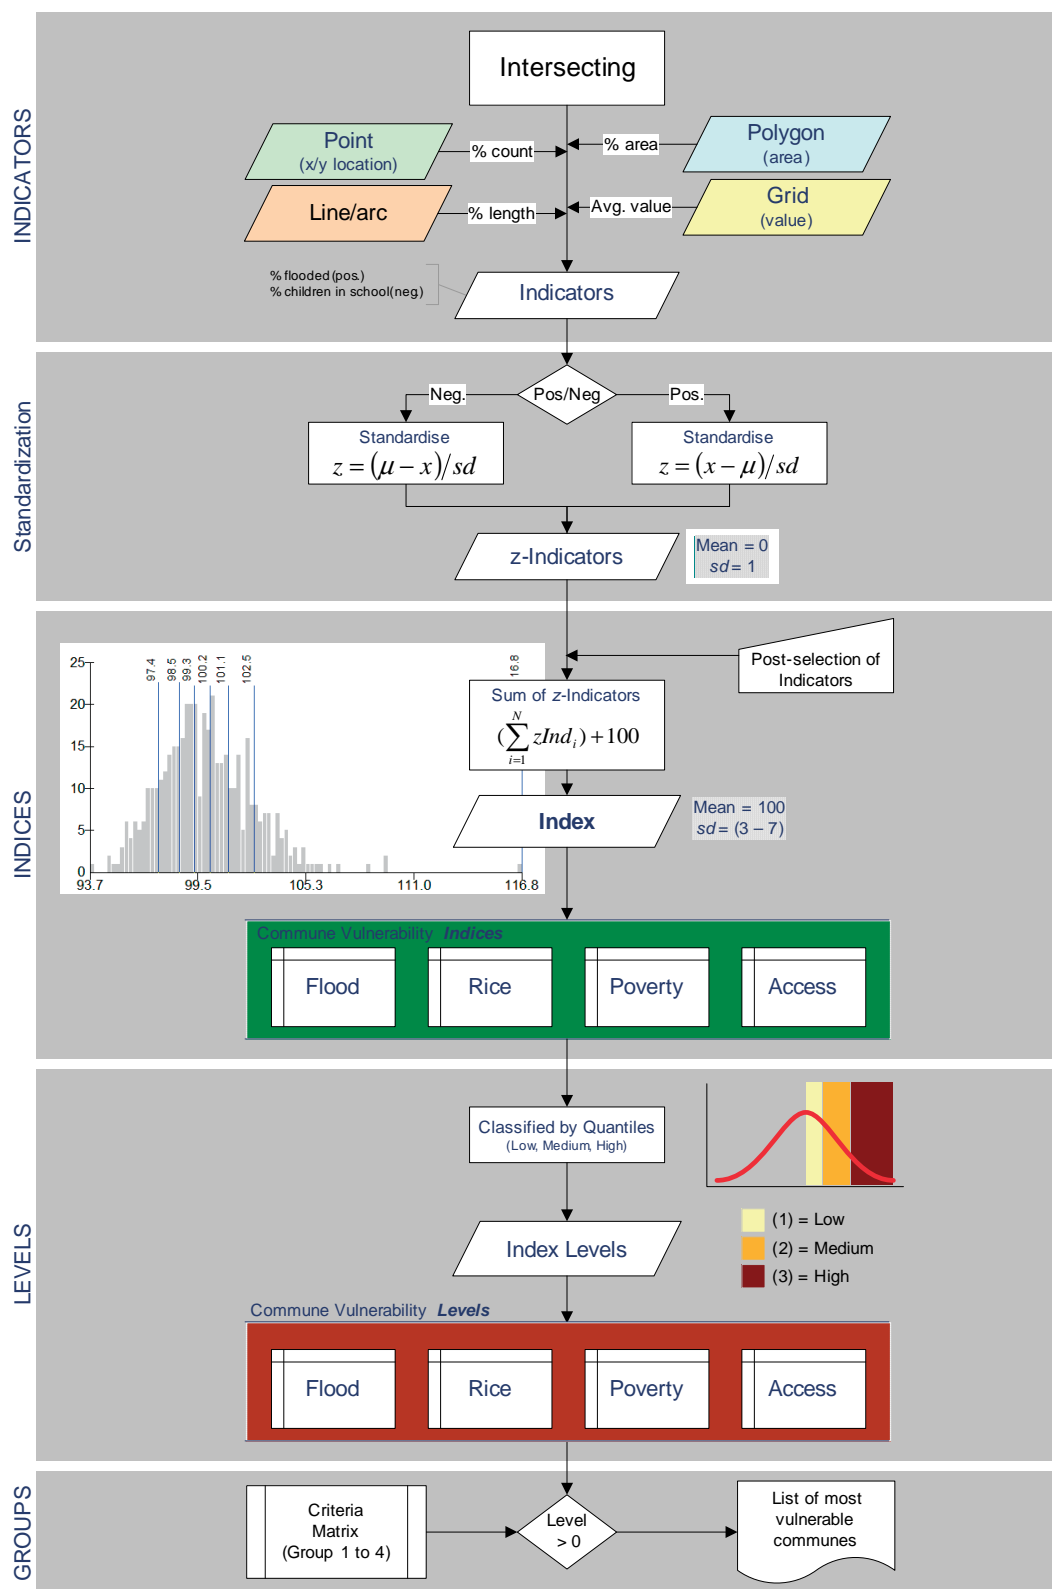 INDICATORS
Intersecting
Point
(x/y location)
% count
% area
Polygon
(area)
Line/arc
% length
Avg. value
Grid
(value)
% flooded (pos.)
% children in school (neg.)
Indicators
Standardization
Pos/Neg
Neg.
Pos.
Standardise
z = (μ − x)/sd
Standardise
z = (x − μ)/sd
z-Indicators
Mean = 0
sd = 1
INDICES
25
20
15
10
5
0
97.4
98.5
99.3
100.2
101.1
102.5
16.8
93.7
99.5
105.3
111.0
116.8
Post-selection of
Indicators
Sum of z-Indicators
(∑ᵢ₌₁ᴺ zIndᵢ) + 100
Index
Mean = 100
sd = (3 – 7)
Commune Vulnerability Indices
Flood
Rice
Poverty
Access
LEVELS
Classified by Quantiles
(Low, Medium, High)
Index Levels
(1) = Low
(2) = Medium
(3) = High
Commune Vulnerability Levels
Flood
Rice
Poverty
Access
GROUPS
Criteria
Matrix
(Group 1 to 4)
Level
> 0
List of most
vulnerable
communes